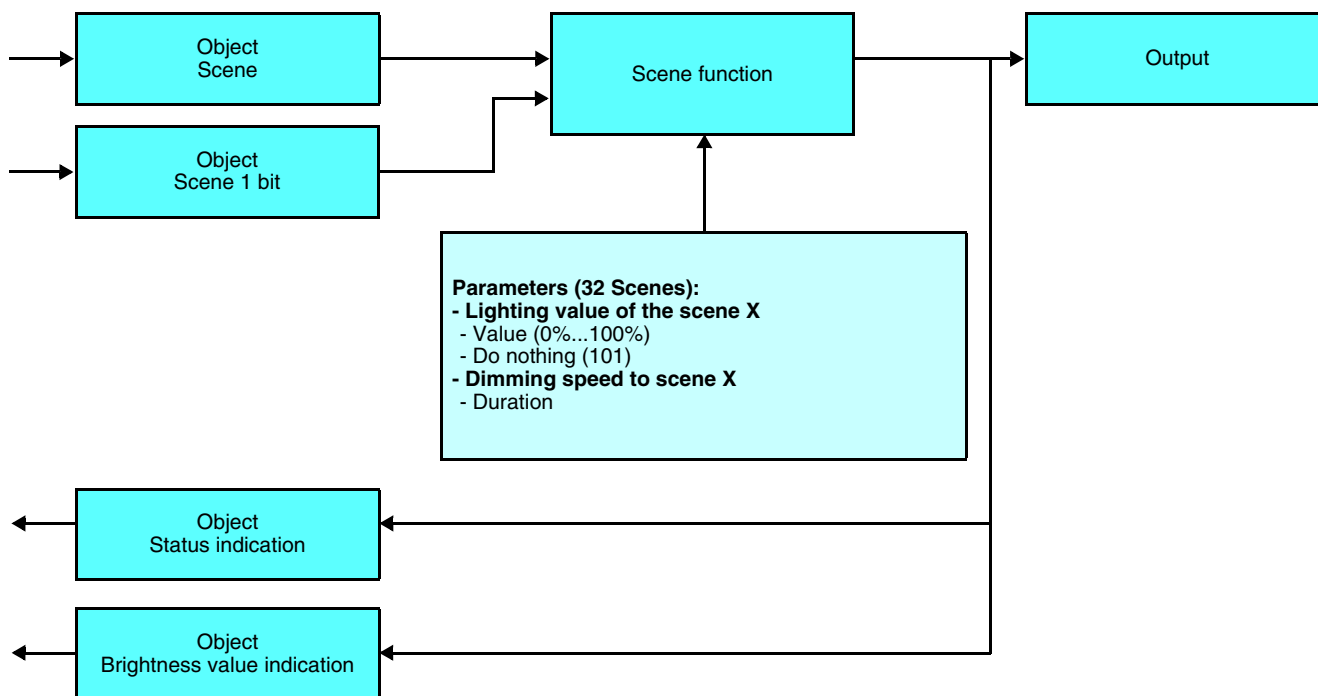 Object
Scene
Scene function
Output
Object
Scene 1 bit
Parameters (32 Scenes):
- Lighting value of the scene X
- Value (0%...100%)
- Do nothing (101)
- Dimming speed to scene X
- Duration
Object
Status indication
Object
Brightness value indication